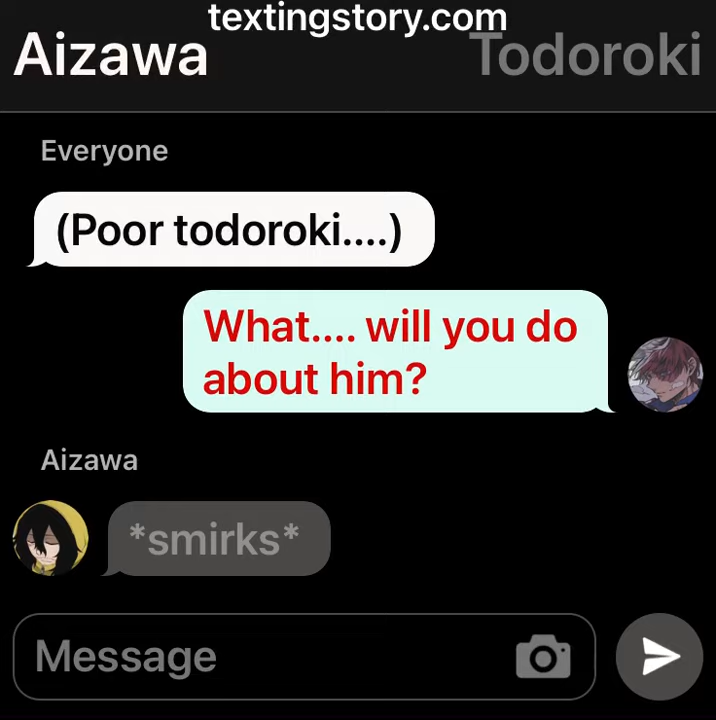 textingstory.com
Aizawa Todoroki
Everyone
(Poor todoroki....)
What.... will you do
about him?
Aizawa
*smirks*
Message